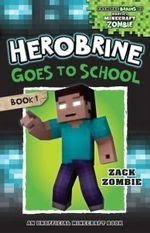 HEROBRINE
GOES TO SCHOOL
BOOK 1
ZACK
ZOMBIE
AN UNOFFICIAL MINECRAFT BOOK